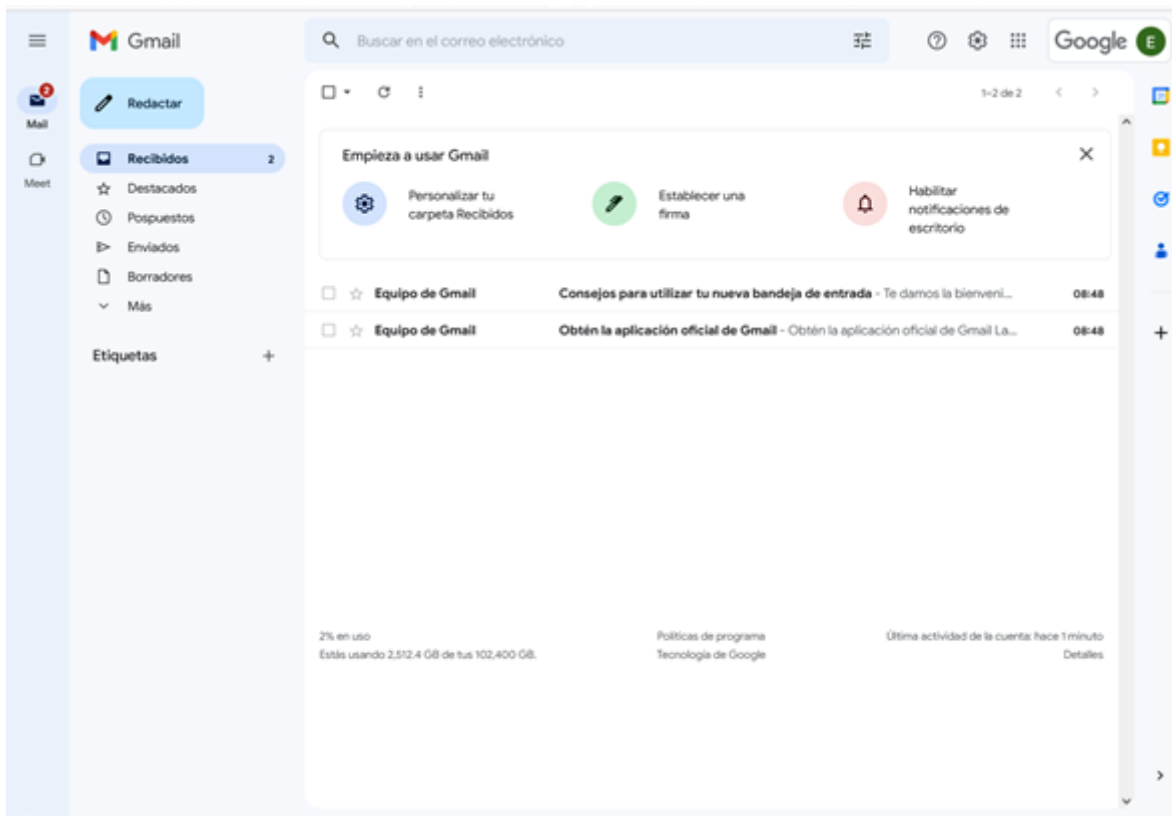 Gmail
Buscar en el correo electrónico
Google E
2
Mail
Meet
Redactar
Recibidos 2
Destacados
Pospuestos
Enviados
Borradores
Más
Etiquetas
1–2 de 2
Empieza a usar Gmail
Personalizar tu
carpeta Recibidos
Establecer una
firma
Habilitar
notificaciones de
escritorio
Equipo de Gmail Consejos para utilizar tu nueva bandeja de entrada - Te damos la bienveni... 08:48
Equipo de Gmail Obtén la aplicación oficial de Gmail - Obtén la aplicación oficial de Gmail La... 08:48
2% en uso
Estás usando 2,512.4 GB de tus 102,400 GB.
Políticas de programa
Tecnología de Google
Última actividad de la cuenta: hace 1 minuto
Detalles